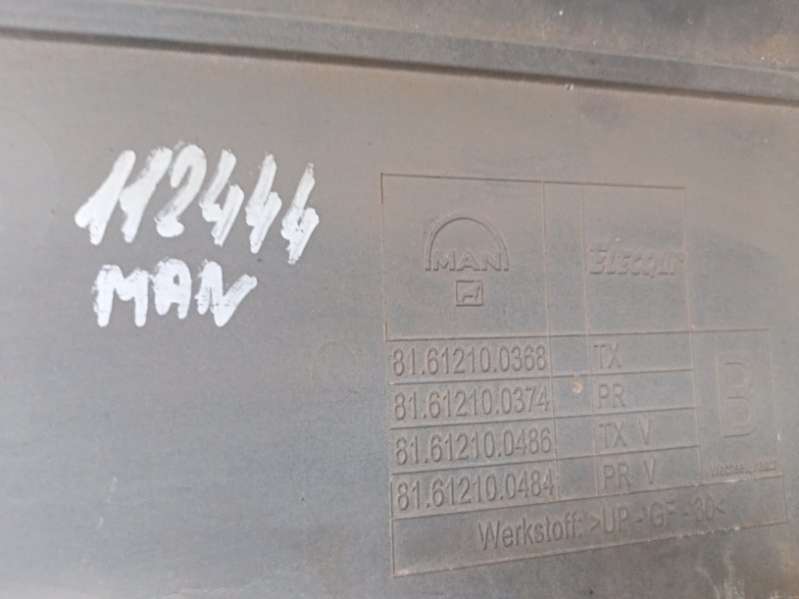 112444
MAN
MAN
81.61210.0368 TX
81.61210.0374 PR
81.61210.0486 TX V
81.61210.0484 PR V
B
Werkstoff: >UP-GF-30<